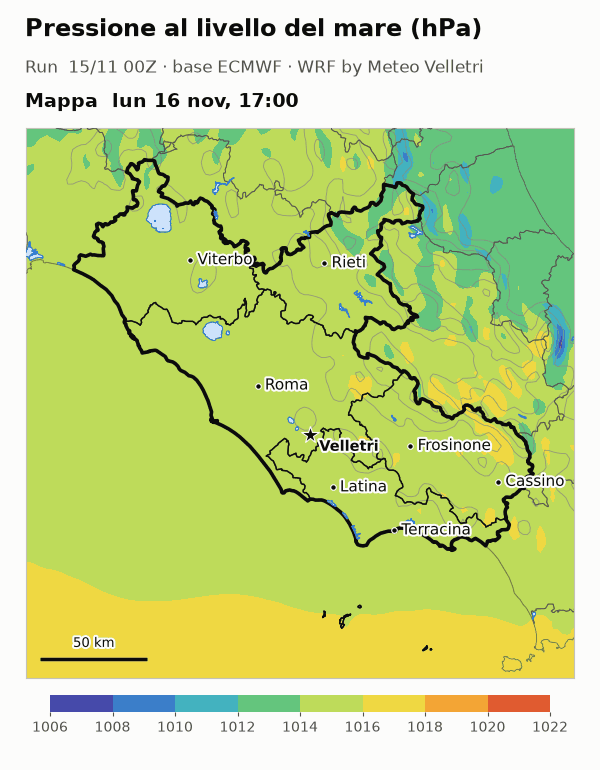 Pressione al livello del mare (hPa)
Run  15/11 00Z · base ECMWF · WRF by Meteo Velletri
Mappa  lun 16 nov, 17:00
Viterbo
Rieti
Roma
Velletri
Frosinone
Cassino
Latina
Terracina
50 km
1006 1008 1010 1012 1014 1016 1018 1020 1022